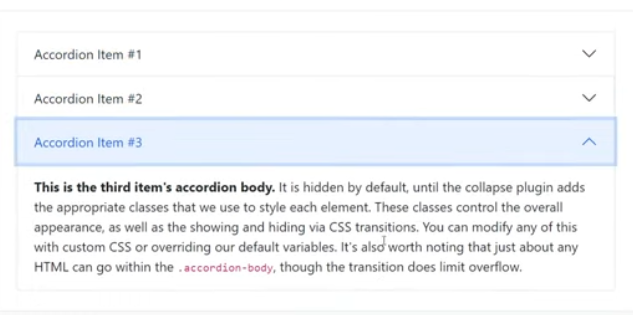 Accordion Item #1
Accordion Item #2
Accordion Item #3
This is the third item's accordion body. It is hidden by default, until the collapse plugin adds
the appropriate classes that we use to style each element. These classes control the overall
appearance, as well as the showing and hiding via CSS transitions. You can modify any of this
with custom CSS or overriding our default variables. It's also worth noting that just about any
HTML can go within the .accordion-body, though the transition does limit overflow.